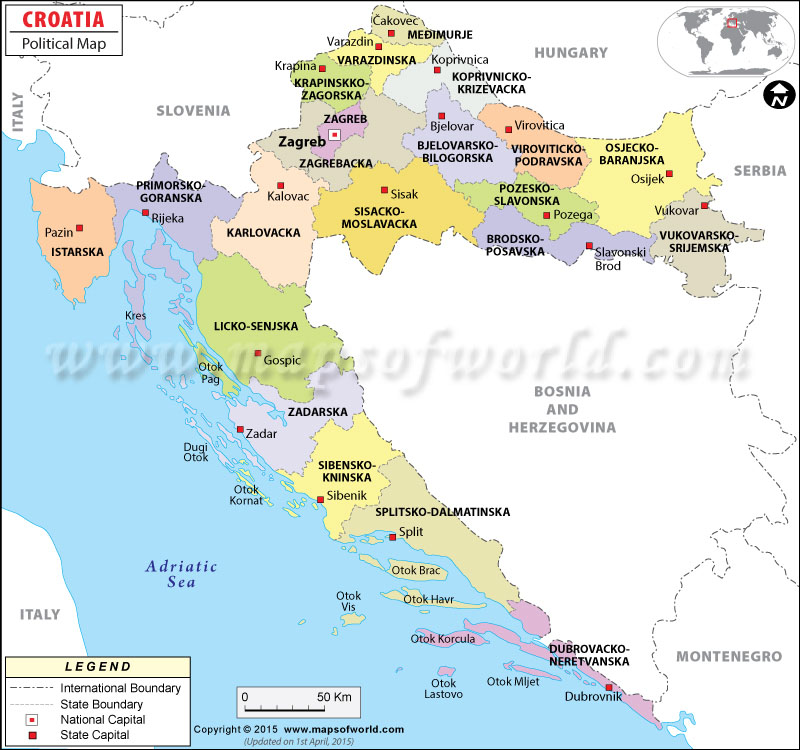 CROATIA
Political Map
Čakovec
MEĐIMURJE
Varazdin
VARAZDINSKA
HUNGARY
Krapina
KRAPINSKKO-
ZAGORSKA
Koprivnica
KOPRIVNICKO-
KRIZEVACKA
N
ITALY
SLOVENIA
ZAGREB
Zagreb
ZAGREBACKA
Bjelovar
BJELOVARSKO-
BILOGORSKA
Virovitica
VIROVITICO-
PODRAVSKA
OSJECKO-
BARANJSKA
Osijek
SERBIA
PRIMORSKO-
GORANSKA
Rijeka
Kalovac
KARLOVACKA
Sisak
SISACKO-
MOSLAVACKA
POZESKO-
SLAVONSKA
Pozega
Vukovar
VUKOVARSKO-
SRIJEMSKA
Pazin
ISTARSKA
BRODSKO-
POSAVSKA
Slavonski
Brod
Kres
LICKO-SENJSKA
Gospic
www.mapsofworld.com
Otok
Pag
BOSNIA
AND
HERZEGOVINA
ZADARSKA
Zadar
Dugi
Otok
SIBENSKO-
KNINSKA
Otok
Kornat
Sibenik
SPLITSKO-DALMATINSKA
Split
Adriatic
Sea
Otok Brac
Otok
Vis
Otok Havr
ITALY
Otok Korcula
DUBROVACKO-
NERETVANSKA
MONTENEGRO
Otok
Lastovo
Otok Mljet
Dubrovnik
LEGEND
International Boundary
State Boundary
National Capital
State Capital
0 50 Km
Copyright © 2015 www.mapsofworld.com
(Updated on 1st April, 2015)